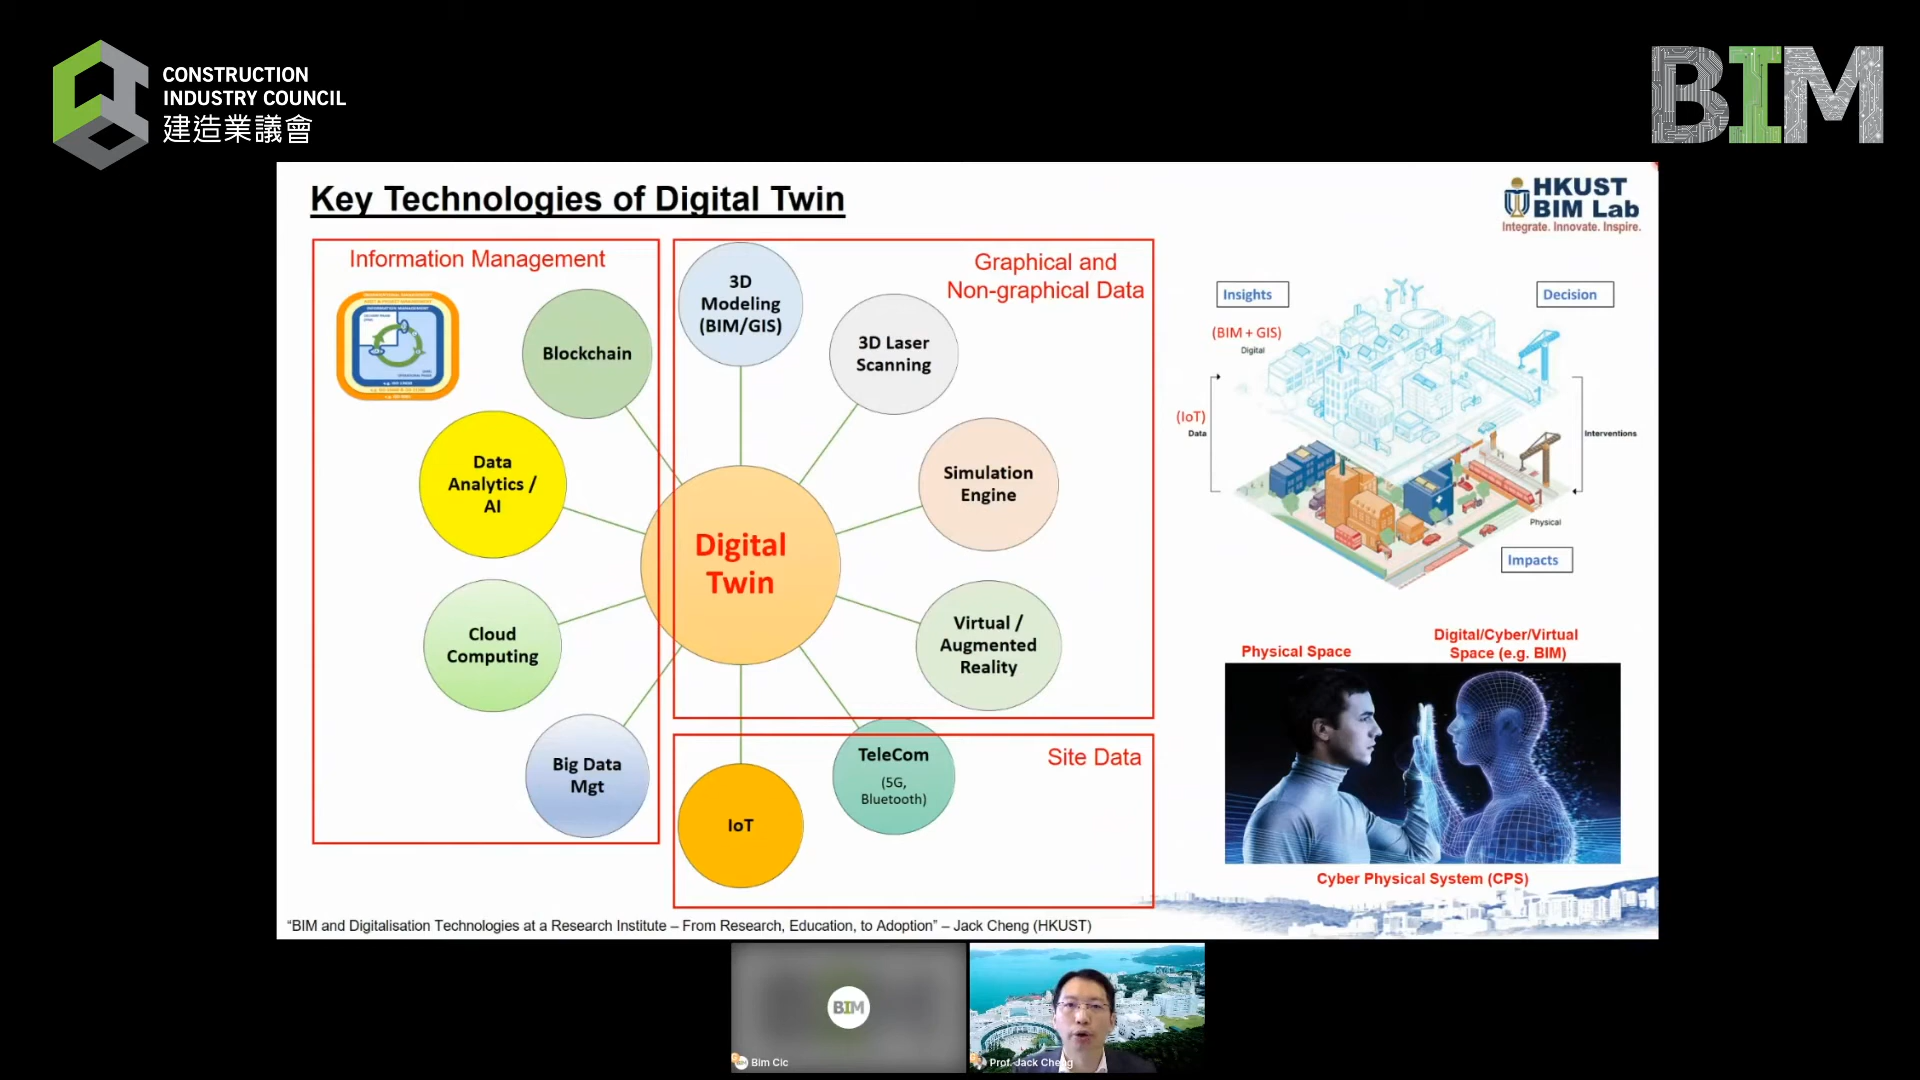 CONSTRUCTION
INDUSTRY COUNCIL
建造業議會
BIM
Key Technologies of Digital Twin
HKUST
BIM Lab
Integrate. Innovate. Inspire.
Information Management
Blockchain
Data
Analytics /
AI
Cloud
Computing
Big Data
Mgt
Digital
Twin
Graphical and
Non-graphical Data
3D
Modeling
(BIM/GIS)
3D Laser
Scanning
Simulation
Engine
Virtual /
Augmented
Reality
Site Data
TeleCom
(5G,
Bluetooth)
IoT
Insights
Decision
(BIM + GIS)
Digital
(IoT)
Data
Interventions
Physical
Impacts
Physical Space
Digital/Cyber/Virtual
Space (e.g. BIM)
Cyber Physical System (CPS)
“BIM and Digitalisation Technologies at a Research Institute – From Research, Education, to Adoption” – Jack Cheng (HKUST)
BIM
Bim Cic
Prof. Jack Cheng